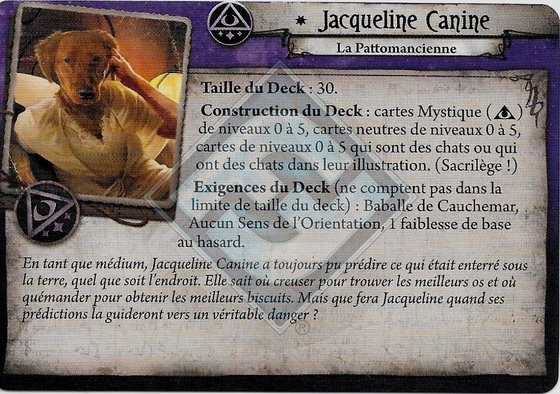 Jacqueline Canine
La Pattomancienne
Taille du Deck : 30.
Construction du Deck : cartes Mystique ( )
de niveaux 0 à 5, cartes neutres de niveaux 0 à 5,
cartes de niveaux 0 à 5 qui sont des chats ou qui
ont des chats dans leur illustration. (Sacrilège !)
Exigences du Deck (ne comptent pas dans la
limite de taille du deck) : Baballe de Cauchemar,
Aucun Sens de l'Orientation, 1 faiblesse de base
au hasard.
En tant que médium, Jacqueline Canine a toujours pu prédire ce qui était enterré sous
la terre, quel que soit l'endroit. Elle sait où creuser pour trouver les meilleurs os et où
quémander pour obtenir les meilleurs biscuits. Mais que fera Jacqueline quand ses
prédictions la guideront vers un véritable danger ?
®